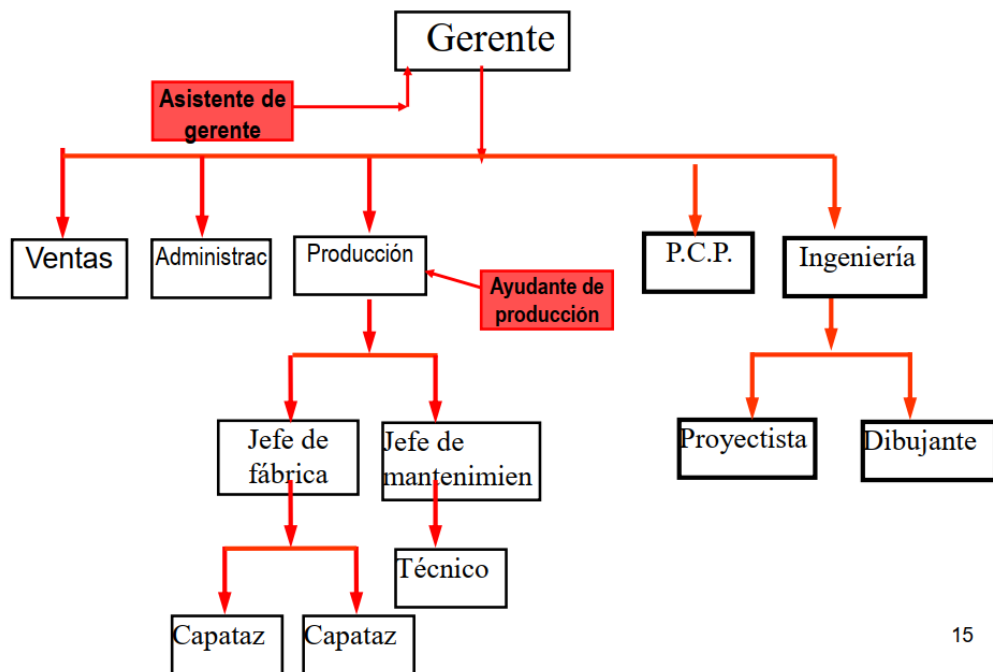 Gerente
Asistente de
gerente
Ventas
Administrac
Producción
P.C.P.
Ingeniería
Ayudante de
producción
Jefe de
fábrica
Jefe de
mantenimien
Proyectista
Dibujante
Técnico
Capataz
Capataz
15